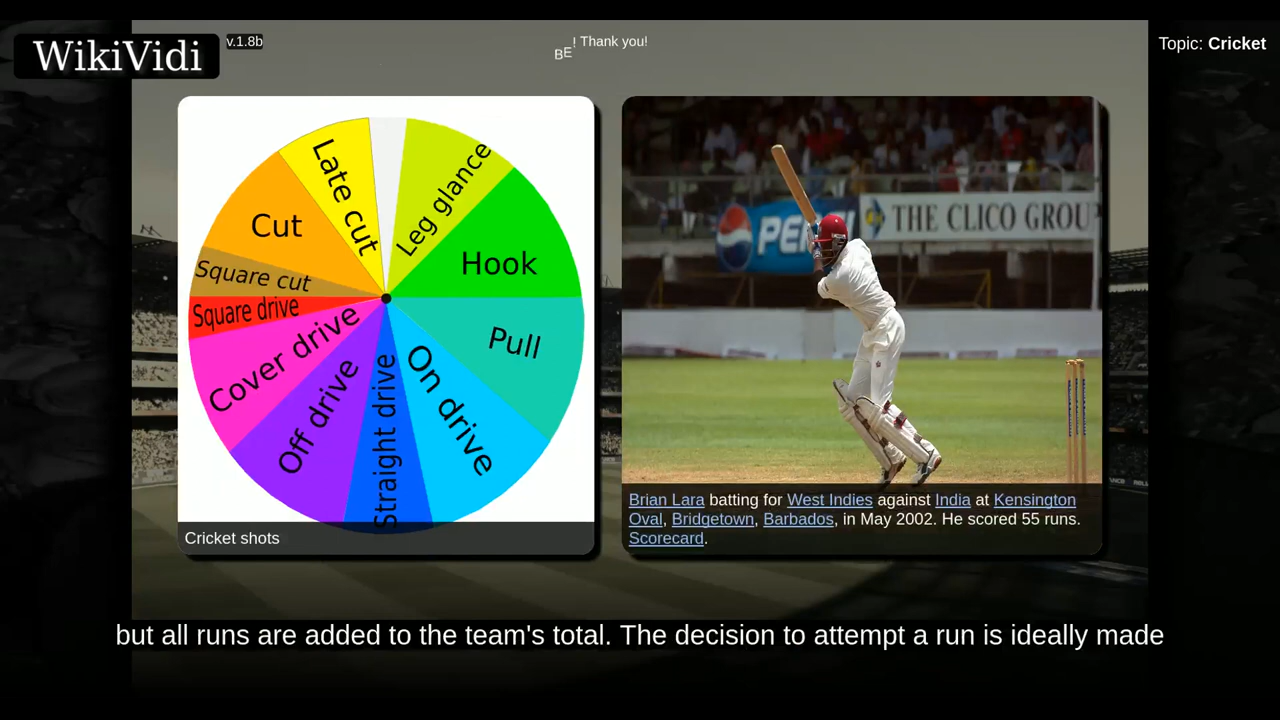 WikiVidi
v.1.8b
BE! Thank you!
Topic: Cricket
Late cut
Leg glance
Cut
Hook
Square cut
Square drive
Pull
Cover drive
Off drive
Straight drive
On drive
Cricket shots
THE CLICO GROUP
Brian Lara batting for West Indies against India at Kensington
Oval, Bridgetown, Barbados, in May 2002. He scored 55 runs.
Scorecard.
but all runs are added to the team's total. The decision to attempt a run is ideally made